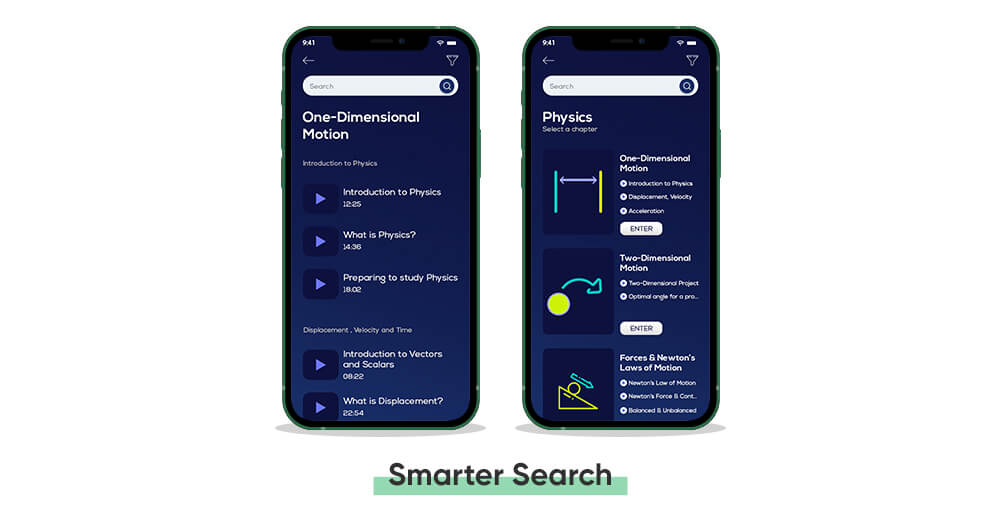 9:41
Search
One-Dimensional
Motion
Introduction to Physics
Introduction to Physics
12:25
What is Physics?
14:36
Preparing to study Physics
18.02
Displacement , Velocity and Time
Introduction to Vectors
and Scalars
08:22
What is Displacement?
22:54
9:41
Search
Physics
Select a chapter
One-Dimensional
Motion
Introduction to Physics
Displacement, Velocity
Acceleration
ENTER
Two-Dimensional
Motion
Two-Dimensional Project
Optimal angle for a pro...
ENTER
Forces & Newton's
Laws of Motion
Newton's Law of Motion
Newton's Force & Cont...
Balanced & Unbalanced
Smarter Search